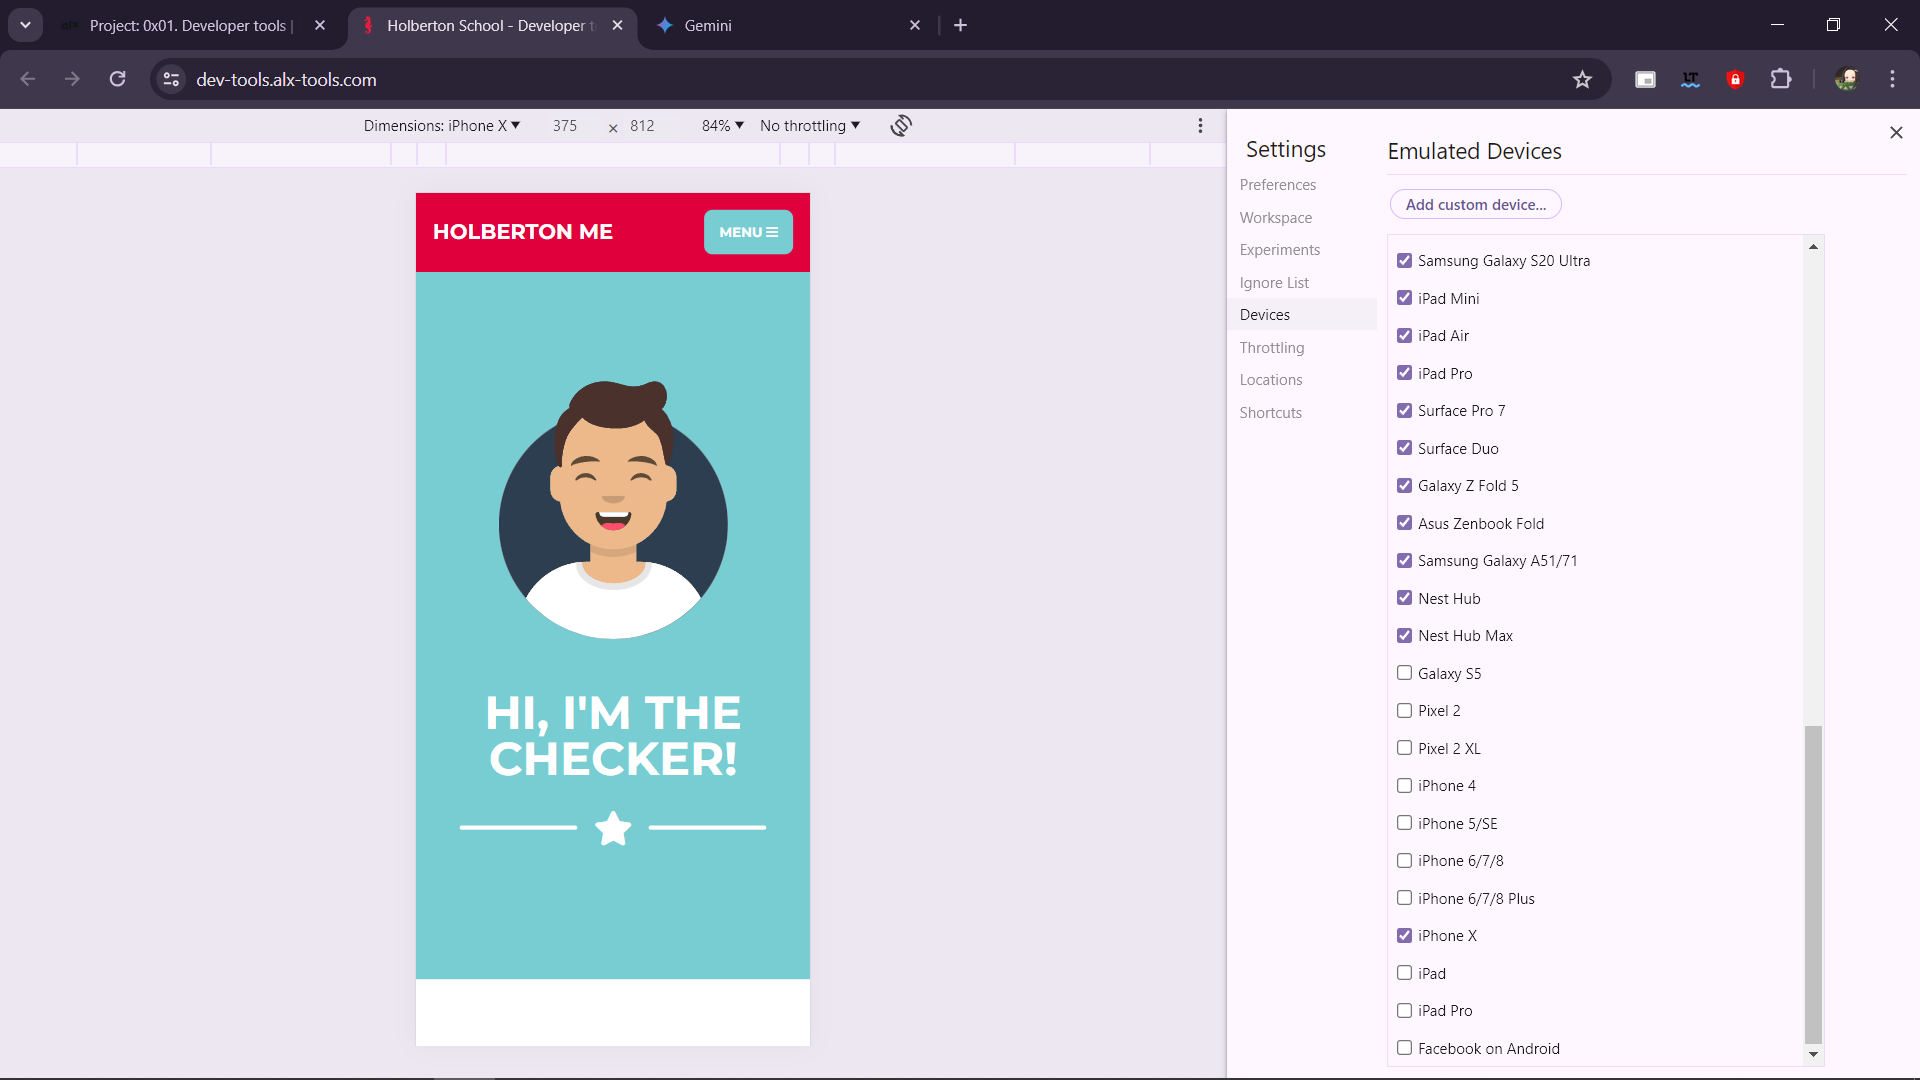 Project: 0x01. Developer tools |
Holberton School - Developer t
Gemini
dev-tools.alx-tools.com
Dimensions: iPhone X
375
×
812
84%
No throttling
HOLBERTON ME
MENU
HI, I'M THE
CHECKER!
Settings
Preferences
Workspace
Experiments
Ignore List
Devices
Throttling
Locations
Shortcuts
Emulated Devices
Add custom device...
Samsung Galaxy S20 Ultra
iPad Mini
iPad Air
iPad Pro
Surface Pro 7
Surface Duo
Galaxy Z Fold 5
Asus Zenbook Fold
Samsung Galaxy A51/71
Nest Hub
Nest Hub Max
Galaxy S5
Pixel 2
Pixel 2 XL
iPhone 4
iPhone 5/SE
iPhone 6/7/8
iPhone 6/7/8 Plus
iPhone X
iPad
iPad Pro
Facebook on Android